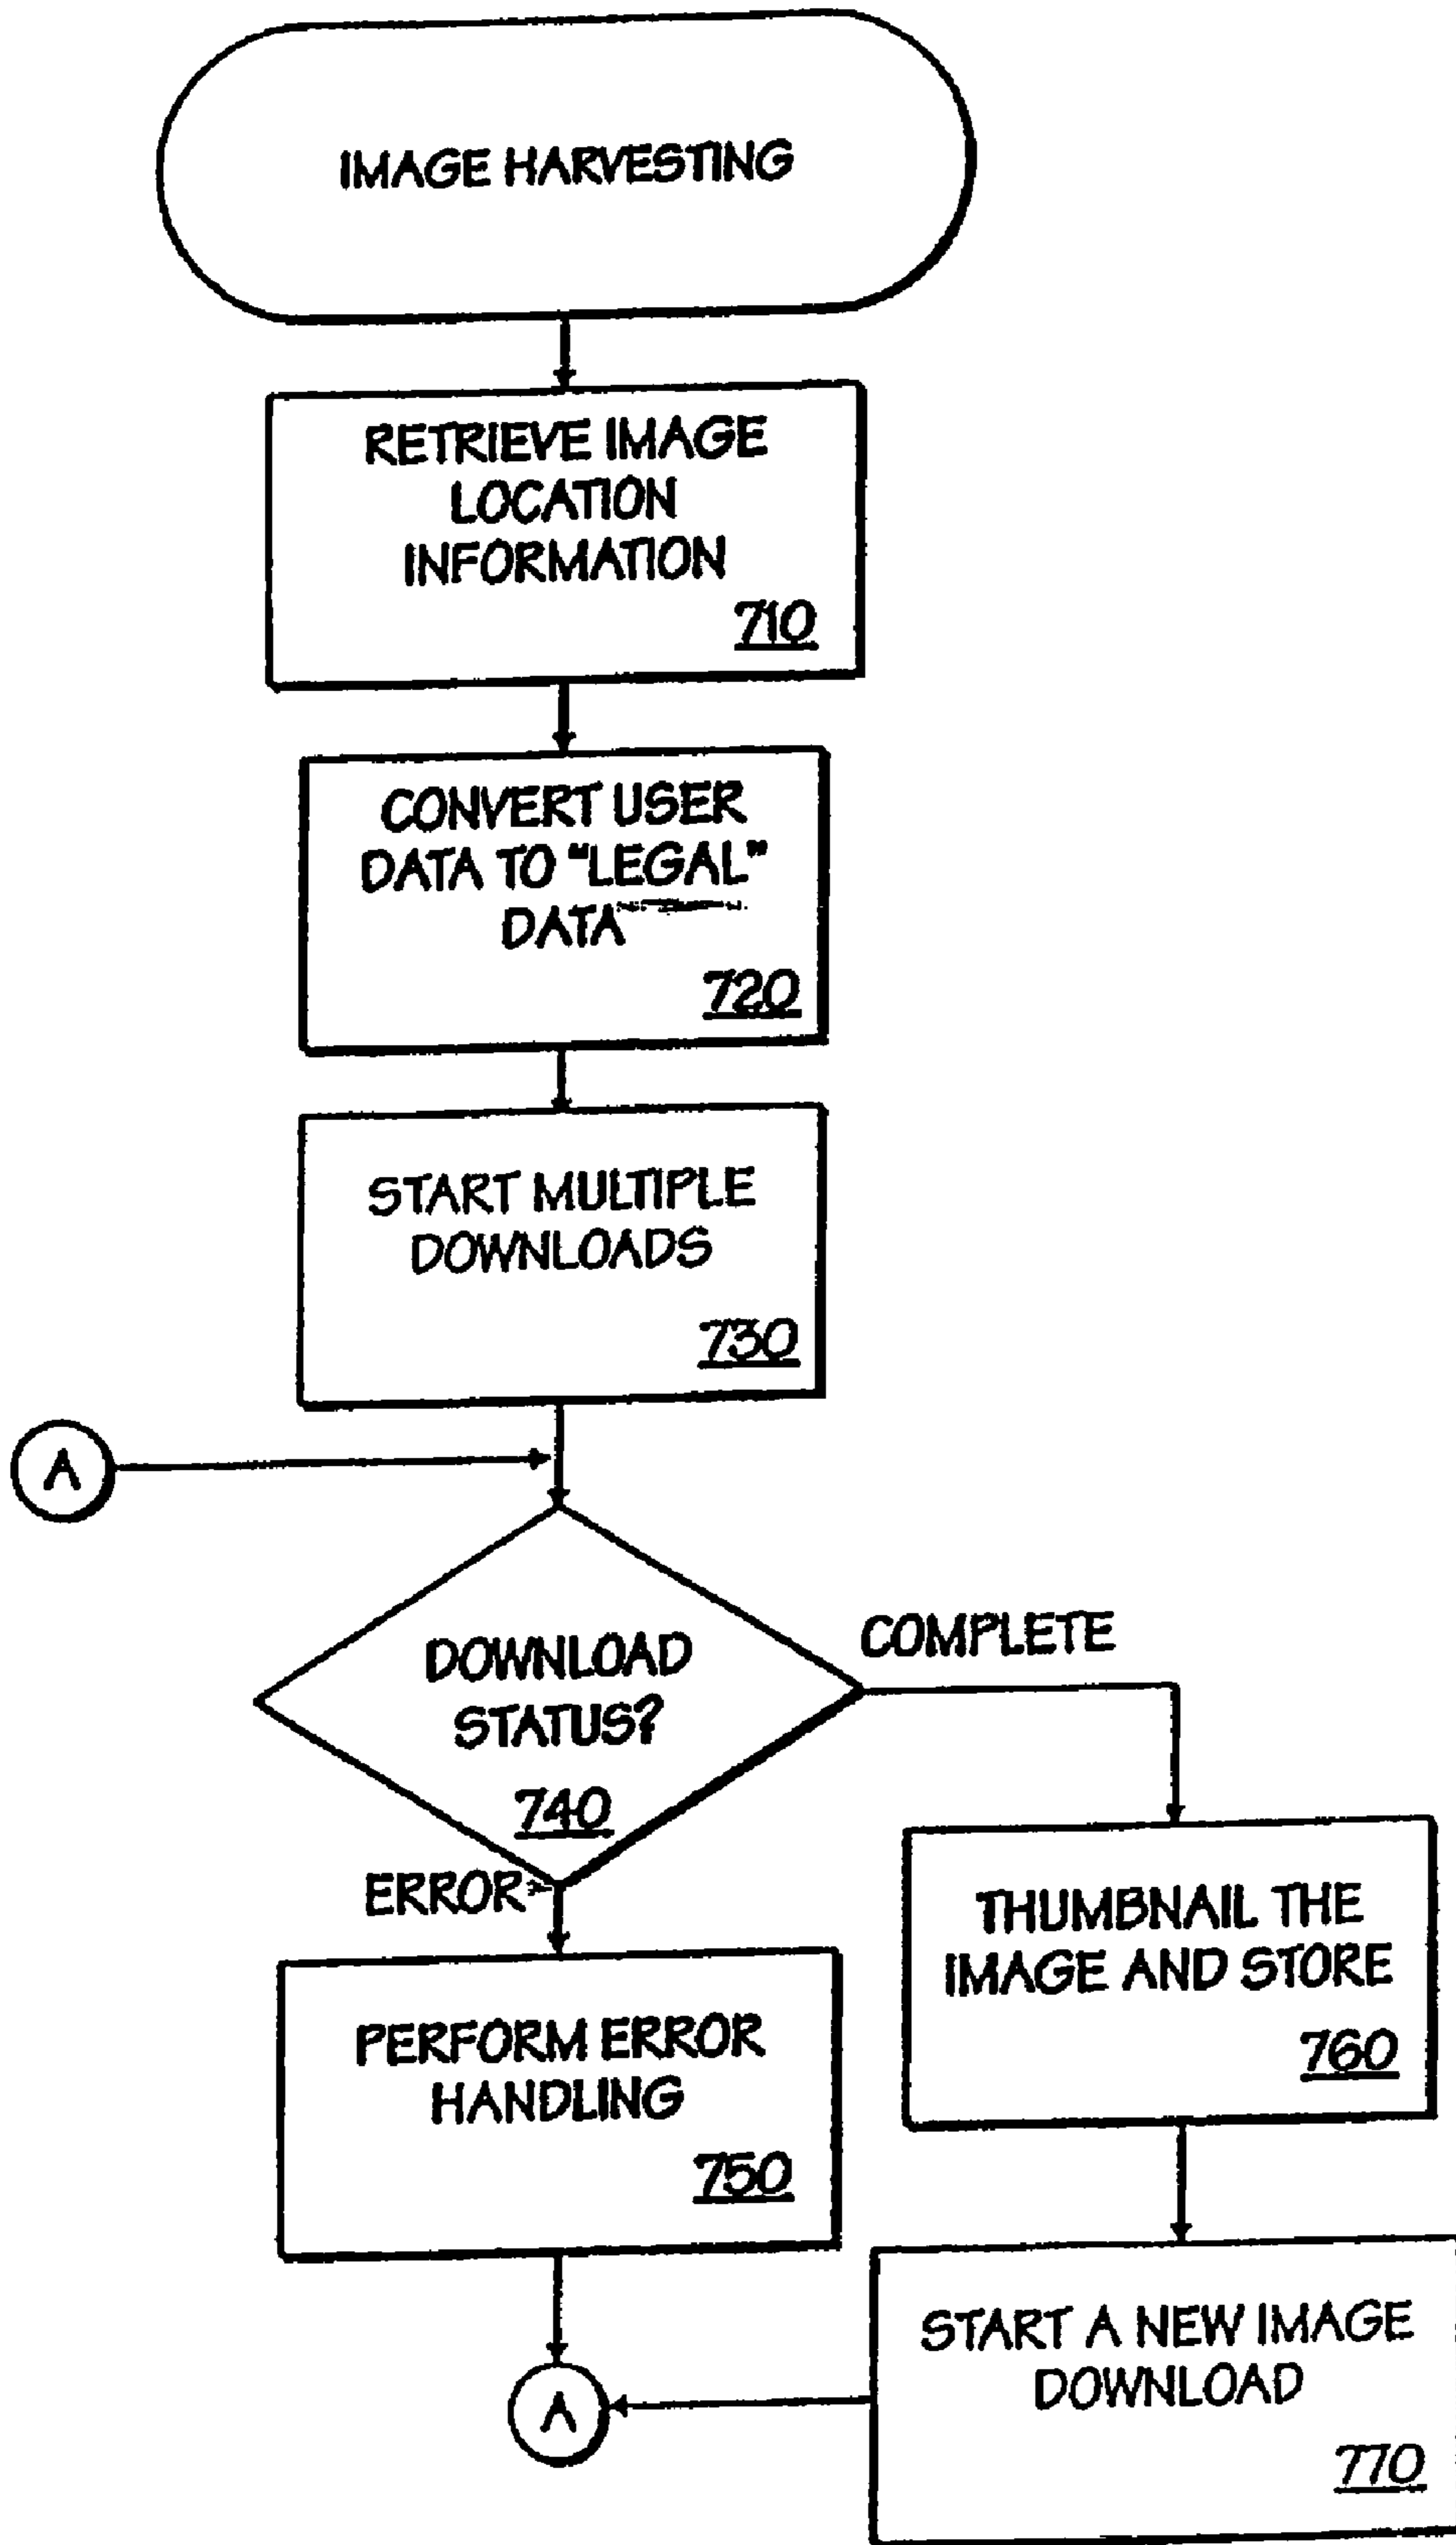 IMAGE HARVESTING
RETRIEVE IMAGE
LOCATION
INFORMATION
710
CONVERT USER
DATA TO "LEGAL"
DATA
720
START MULTIPLE
DOWNLOADS
730
A
DOWNLOAD
STATUS?
740
COMPLETE
ERROR
THUMBNAIL THE
IMAGE AND STORE
760
PERFORM ERROR
HANDLING
750
START A NEW IMAGE
DOWNLOAD
770
A